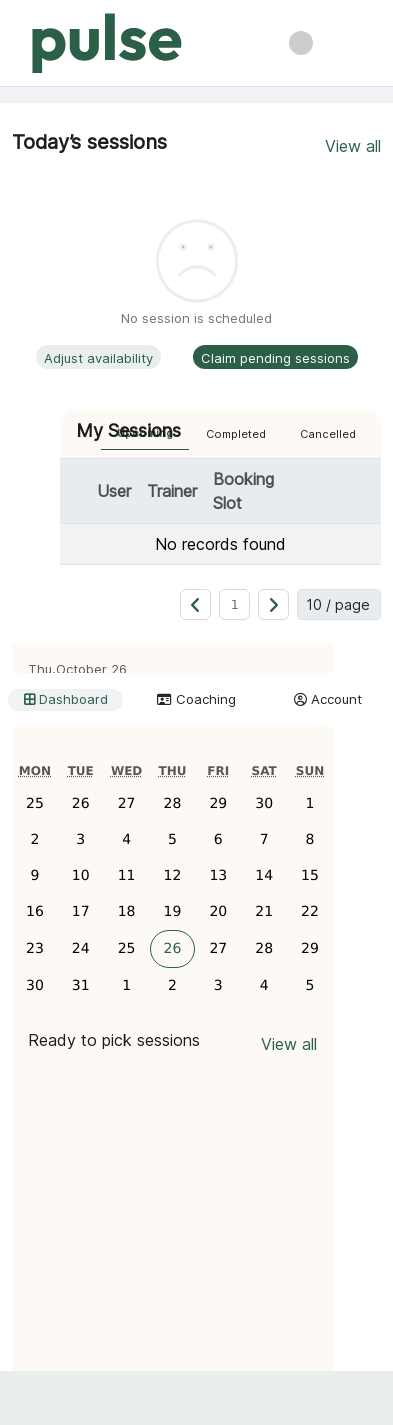 pulse
Today’s sessions
View all
No session is scheduled
Adjust availability
Claim pending sessions
My Sessions
Upcoming
Completed
Cancelled
User
Trainer
Booking
Slot
No records found
1
10 / page
Thu,October 26
Dashboard
Coaching
Account
MON TUE WED THU FRI SAT SUN
25 26 27 28 29 30 1
2 3 4 5 6 7 8
9 10 11 12 13 14 15
16 17 18 19 20 21 22
23 24 25 26 27 28 29
30 31 1 2 3 4 5
Ready to pick sessions
View all